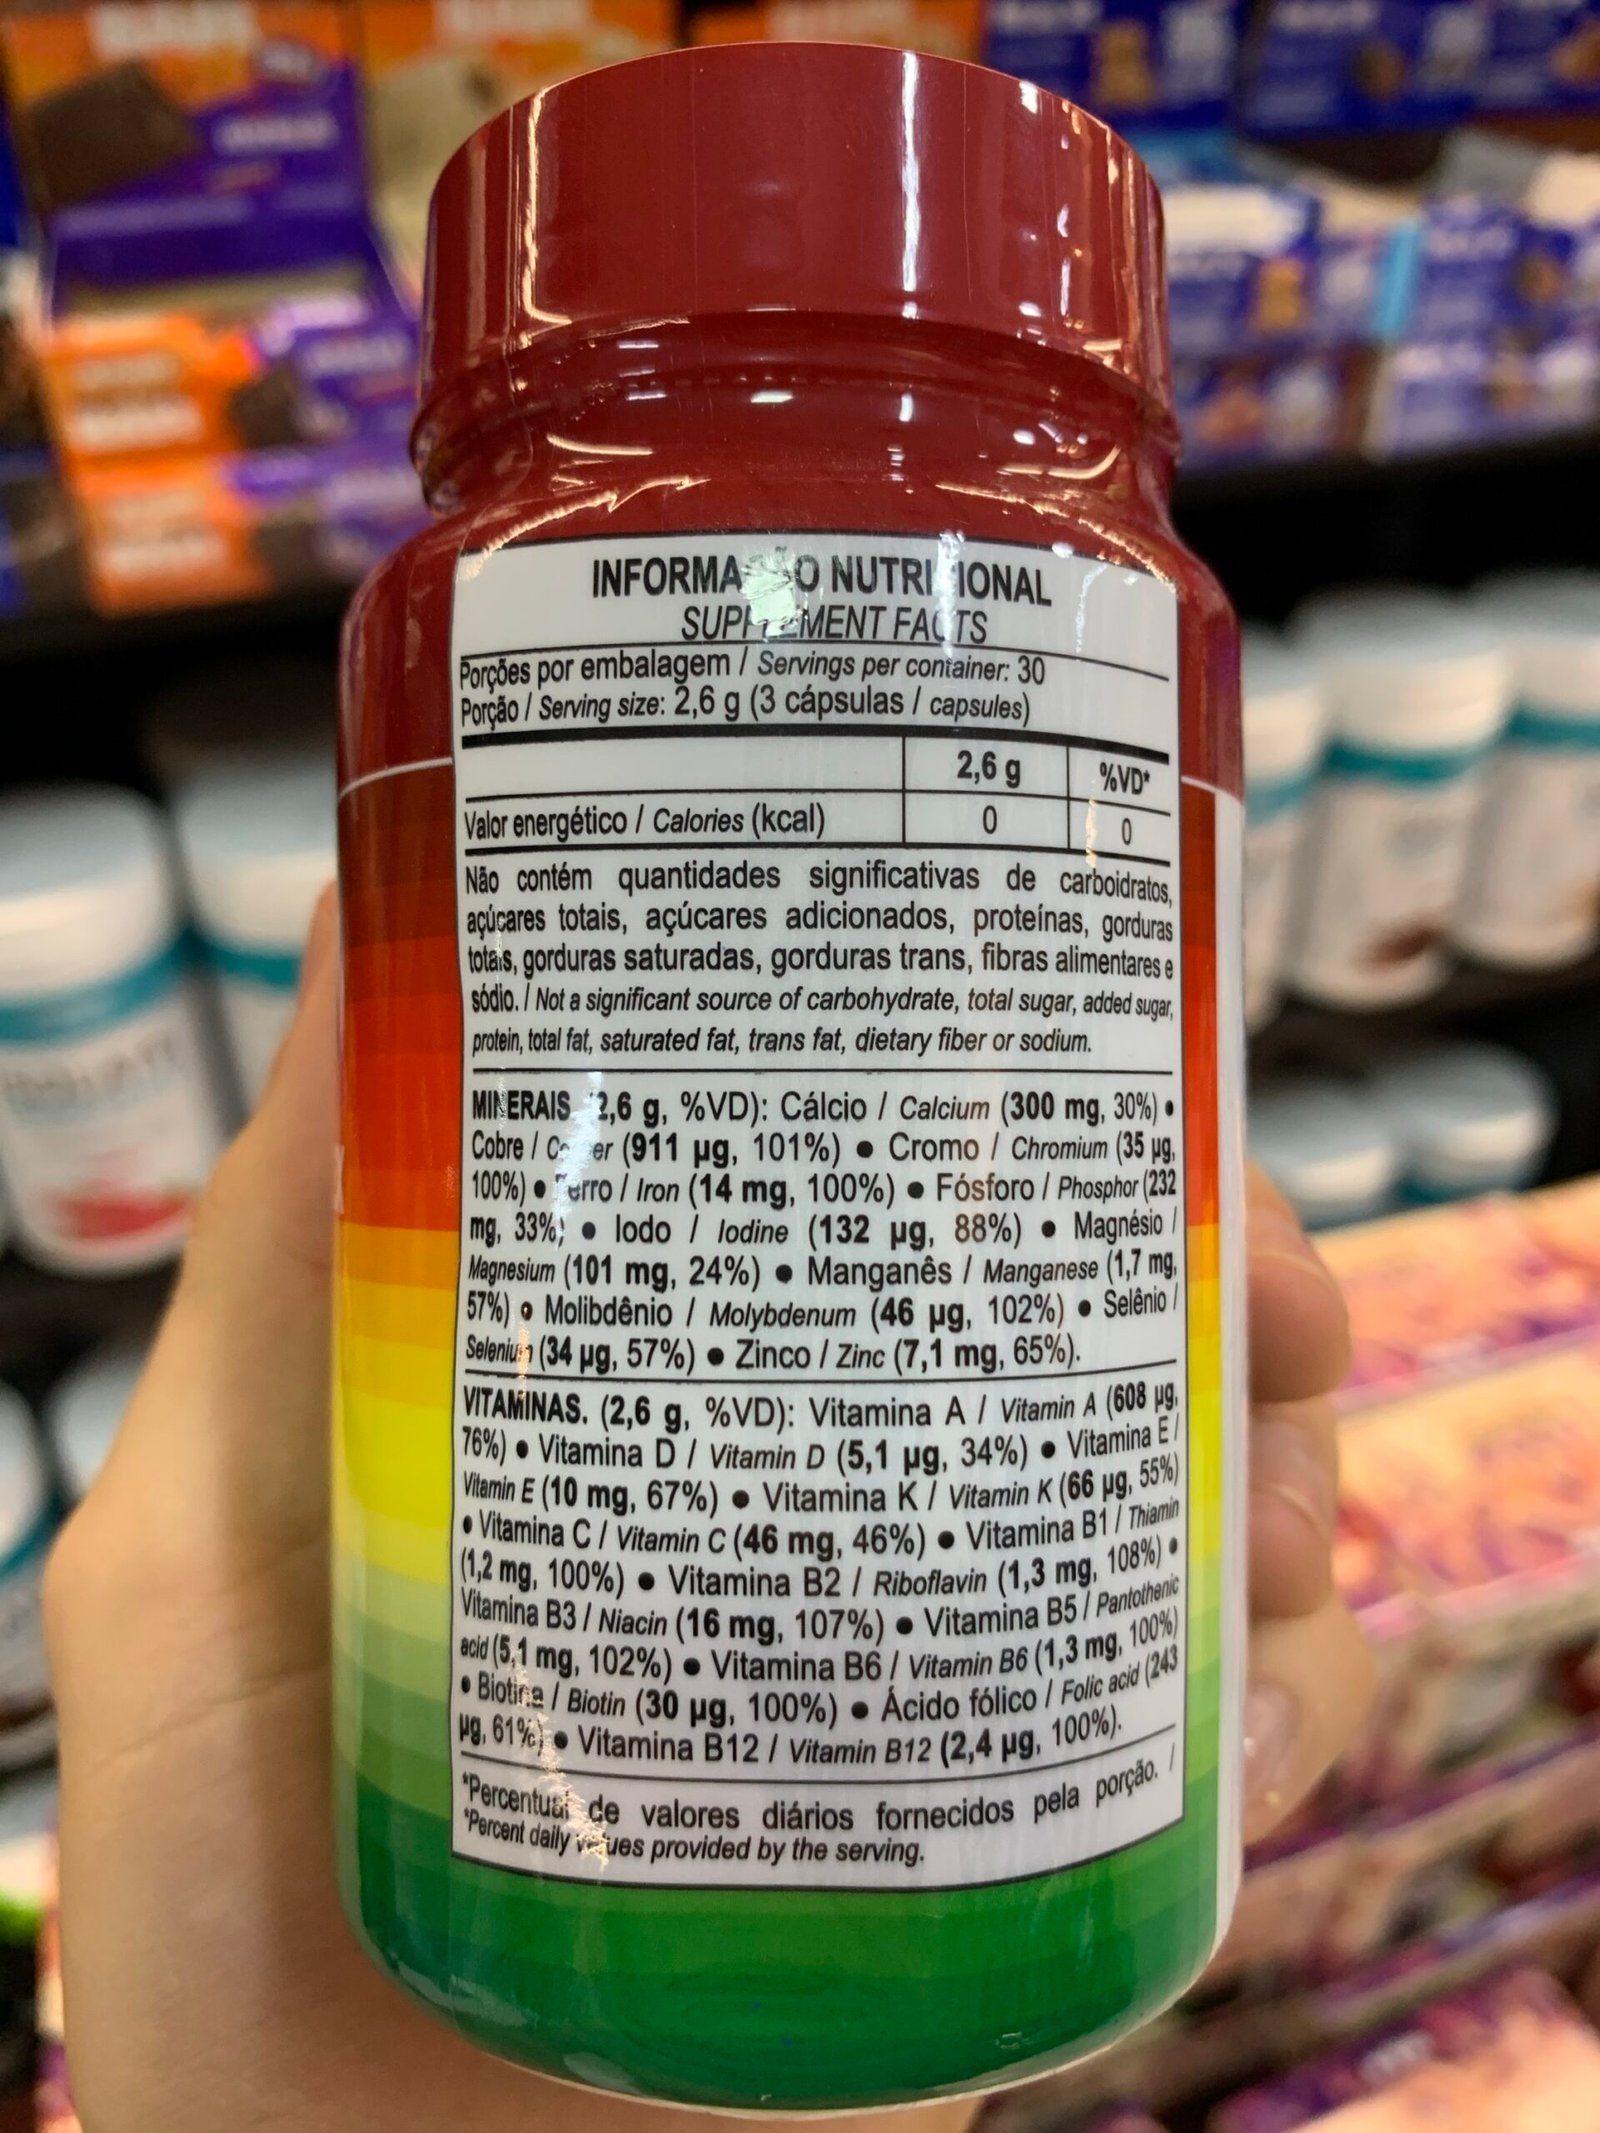 INFORMAÇÃO NUTRICIONAL
SUPPLEMENT FACTS
Porções por embalagem / Servings per container: 30
Porção / Serving size: 2,6 g (3 cápsulas / capsules)
2,6 g %VD*
Valor energético / Calories (kcal) 0 0
Não contém quantidades significativas de carboidratos,
açúcares totais, açúcares adicionados, proteínas, gorduras
totais, gorduras saturadas, gorduras trans, fibras alimentares e
sódio. / Not a significant source of carbohydrate, total sugar, added sugar,
protein, total fat, saturated fat, trans fat, dietary fiber or sodium.
MINERAIS (2,6 g, %VD): Cálcio / Calcium (300 mg, 30%) •
Cobre / Copper (911 µg, 101%) • Cromo / Chromium (35 µg,
100%) • Ferro / Iron (14 mg, 100%) • Fósforo / Phosphor (232
mg, 33%) • Iodo / Iodine (132 µg, 88%) • Magnésio /
Magnesium (101 mg, 24%) • Manganês / Manganese (1,7 mg,
57%) • Molibdênio / Molybdenum (46 µg, 102%) • Selênio /
Selenium (34 µg, 57%) • Zinco / Zinc (7,1 mg, 65%).
VITAMINAS. (2,6 g, %VD): Vitamina A / Vitamin A (608 µg,
76%) • Vitamina D / Vitamin D (5,1 µg, 34%) • Vitamina E /
Vitamin E (10 mg, 67%) • Vitamina K / Vitamin K (66 µg, 55%)
• Vitamina C / Vitamin C (46 mg, 46%) • Vitamina B1 / Thiamin
(1,2 mg, 100%) • Vitamina B2 / Riboflavin (1,3 mg, 108%) •
Vitamina B3 / Niacin (16 mg, 107%) • Vitamina B5 / Pantothenic
acid (5,1 mg, 102%) • Vitamina B6 / Vitamin B6 (1,3 mg, 100%)
• Biotina / Biotin (30 µg, 100%) • Ácido fólico / Folic acid (243
µg, 61%) • Vitamina B12 / Vitamin B12 (2,4 µg, 100%).
*Percentual de valores diários fornecidos pela porção. /
*Percent daily values provided by the serving.